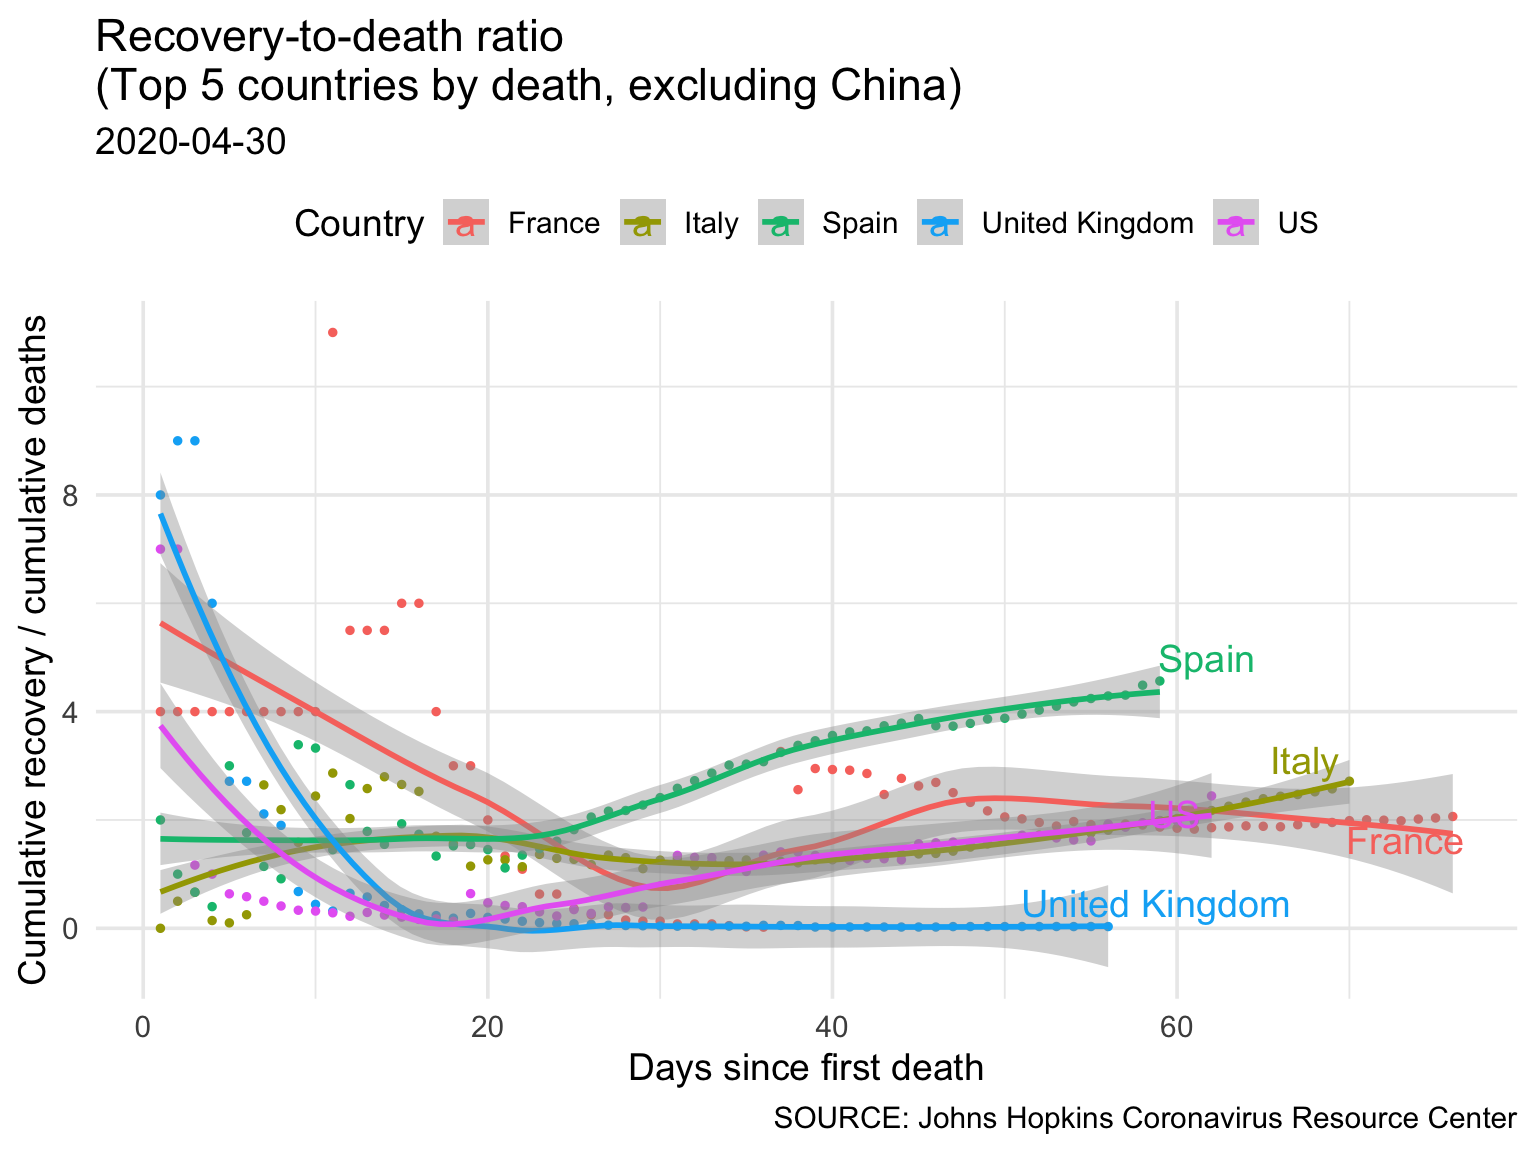 Recovery-to-death ratio
(Top 5 countries by death, excluding China)
2020-04-30
Country a France a Italy a Spain a United Kingdom a US
Cumulative recovery / cumulative deaths
8
4
0
Spain
Italy
US
France
United Kingdom
0 20 40 60
Days since first death
SOURCE: Johns Hopkins Coronavirus Resource Center